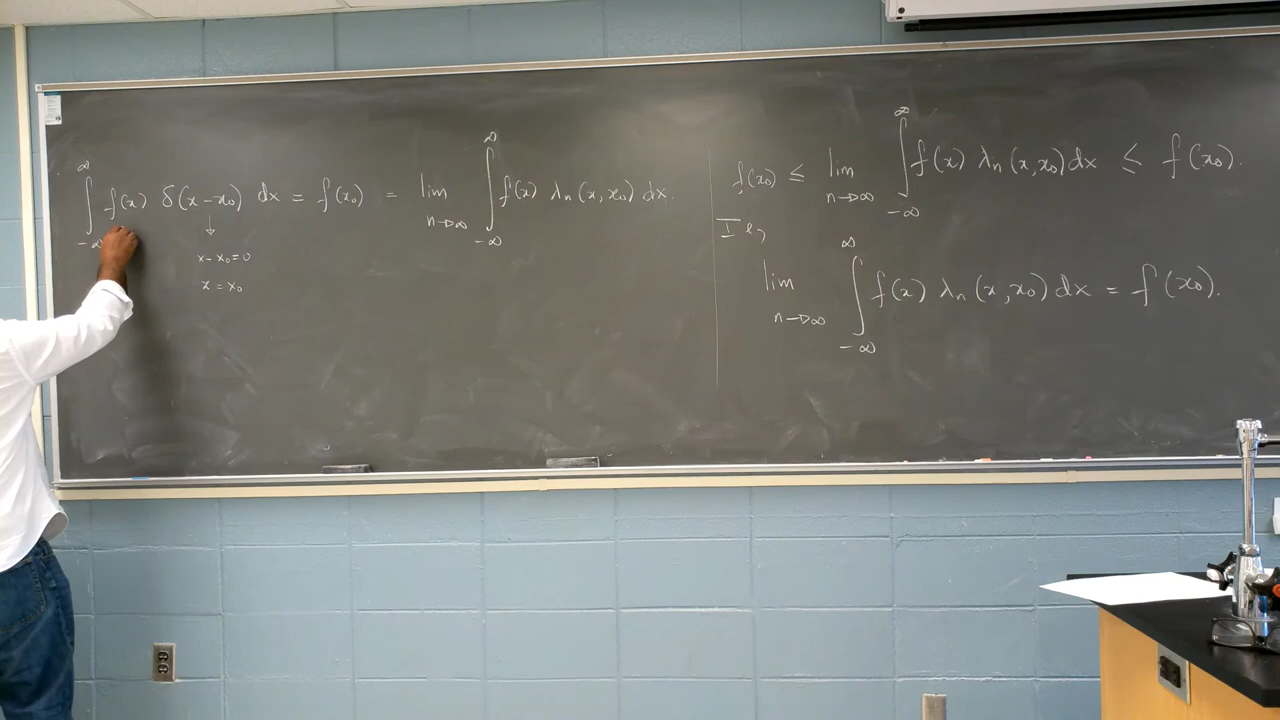 ∫_{-∞}^{∞} f(x) δ(x-x₀) dx = f(x₀) = lim_{n→∞} ∫_{-∞}^{∞} f(x) λₙ(x,x₀) dx.
↓
x-x₀=0
x=x₀
f(x₀) ≤ lim_{n→∞} ∫_{-∞}^{∞} f(x) λₙ(x,x₀) dx ≤ f(x₀).
Ie,
lim_{n→∞} ∫_{-∞}^{∞} f(x) λₙ(x,x₀) dx = f(x₀).